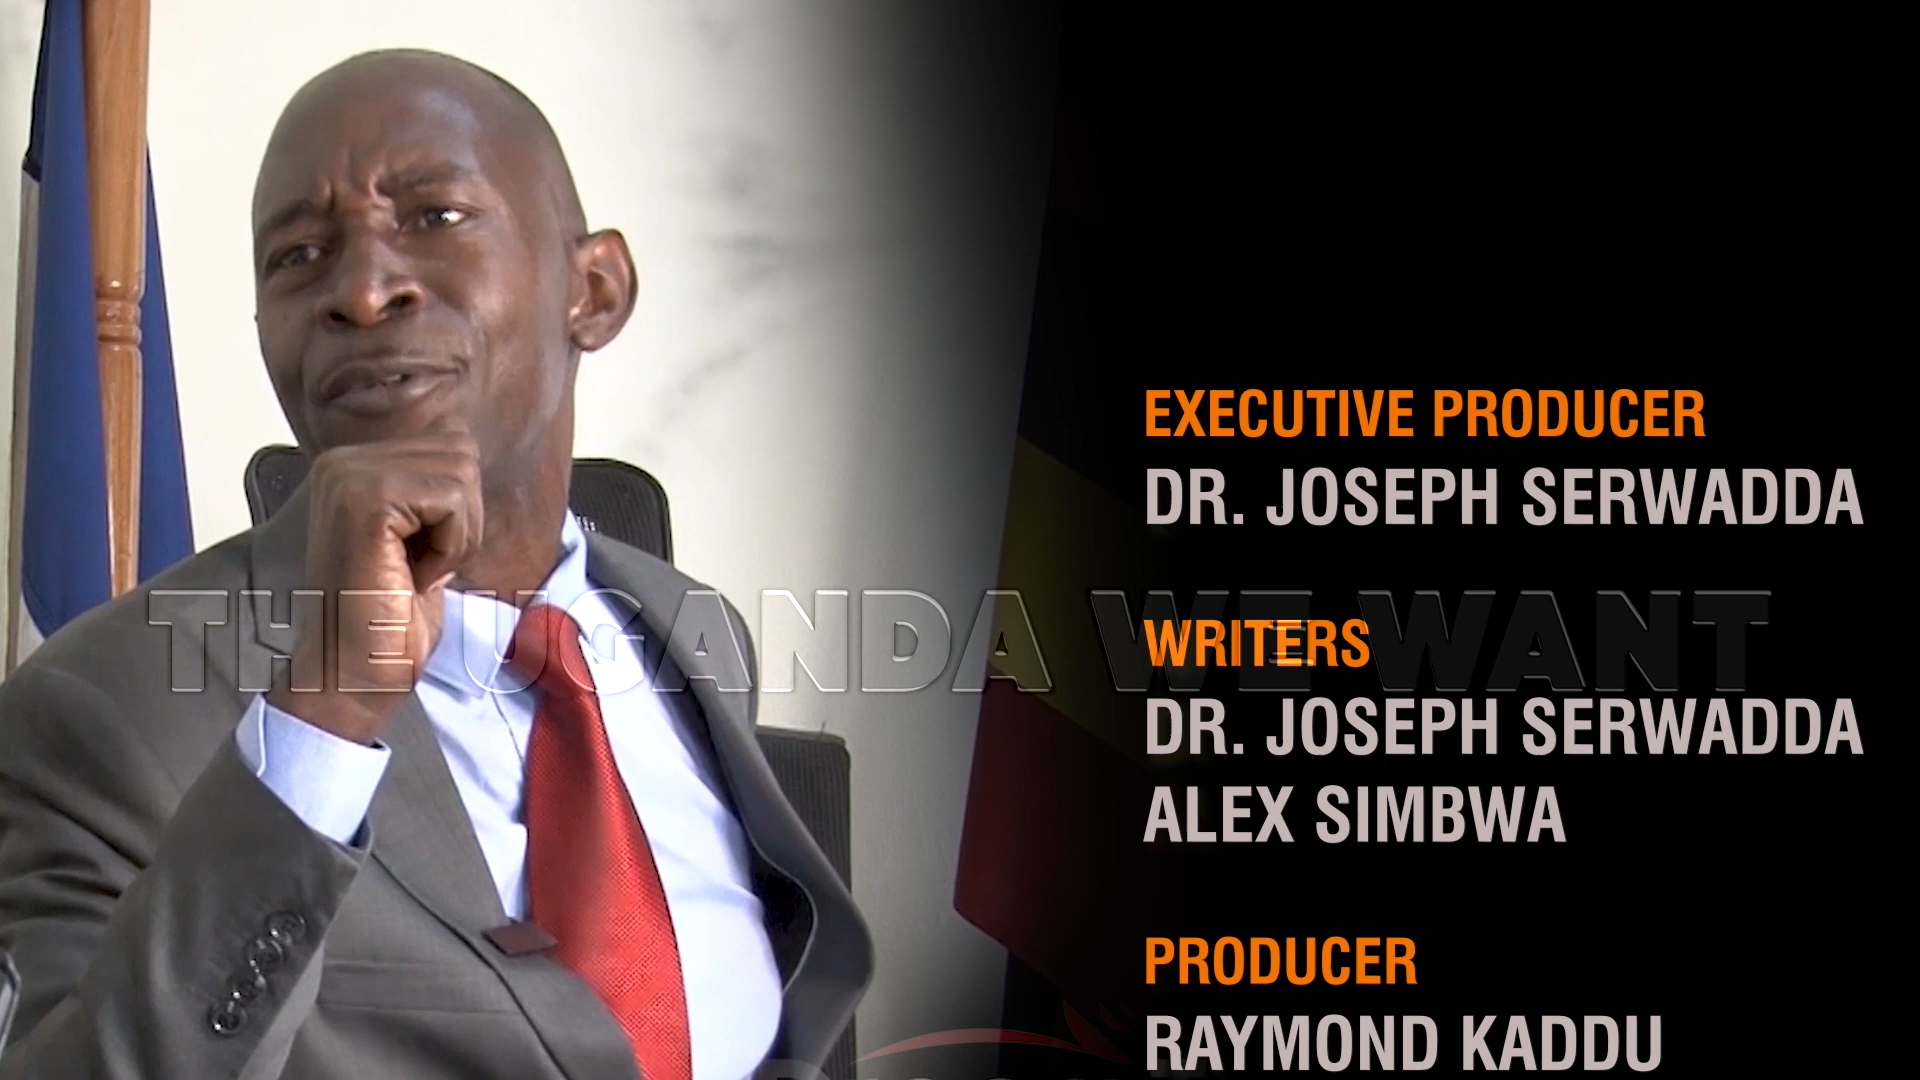 EXECUTIVE PRODUCER
DR. JOSEPH SERWADDA
THE UGANDA WE WANT
WRITERS
DR. JOSEPH SERWADDA
ALEX SIMBWA
PRODUCER
RAYMOND KADDU